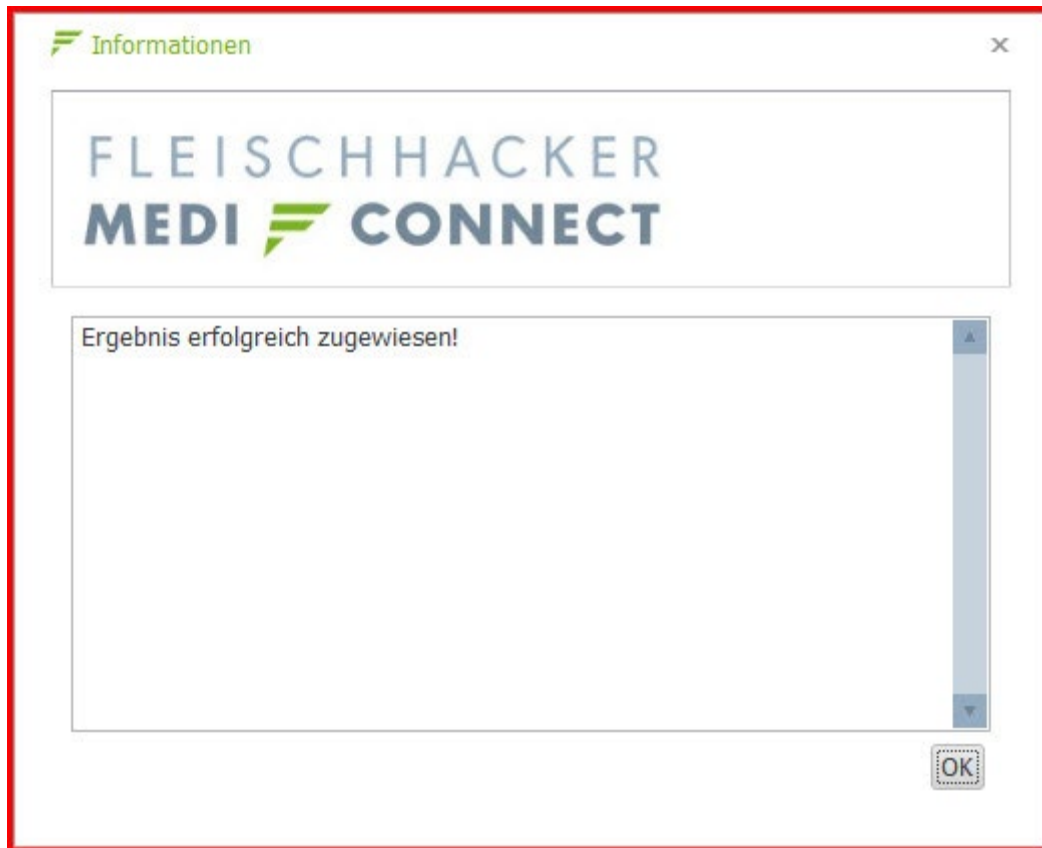 Informationen
FLEISCHHACKER
MEDI CONNECT
Ergebnis erfolgreich zugewiesen!
OK